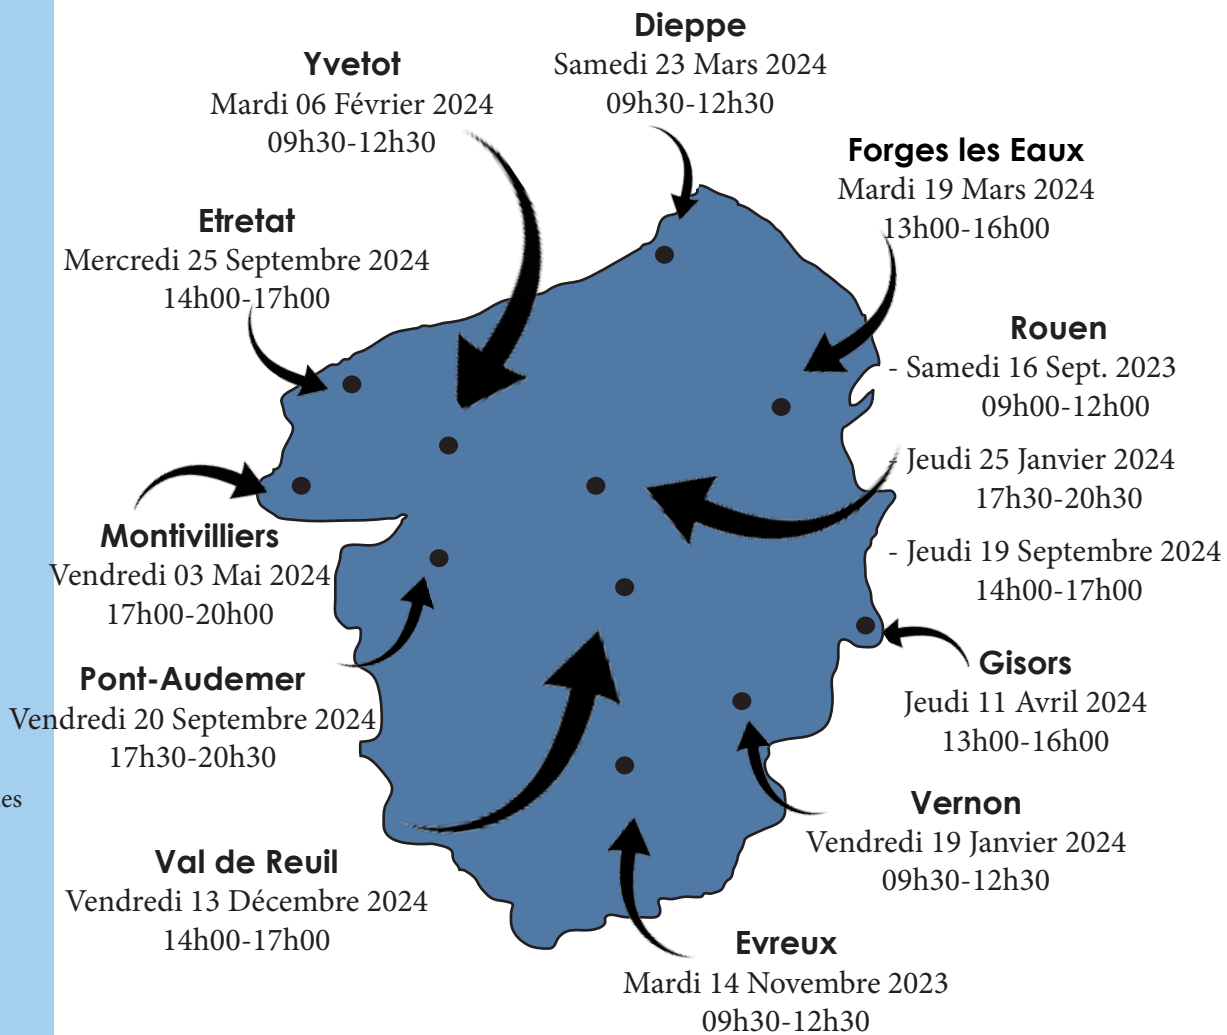 Dieppe
Samedi 23 Mars 2024
09h30-12h30
Yvetot
Mardi 06 Février 2024
09h30-12h30
Forges les Eaux
Mardi 19 Mars 2024
13h00-16h00
Etretat
Mercredi 25 Septembre 2024
14h00-17h00
Rouen
- Samedi 16 Sept. 2023
09h00-12h00
- Jeudi 25 Janvier 2024
17h30-20h30
- Jeudi 19 Septembre 2024
14h00-17h00
Montivilliers
Vendredi 03 Mai 2024
17h00-20h00
Gisors
Jeudi 11 Avril 2024
13h00-16h00
Pont-Audemer
Vendredi 20 Septembre 2024
17h30-20h30
Vernon
Vendredi 19 Janvier 2024
09h30-12h30
Val de Reuil
Vendredi 13 Décembre 2024
14h00-17h00
Evreux
Mardi 14 Novembre 2023
09h30-12h30